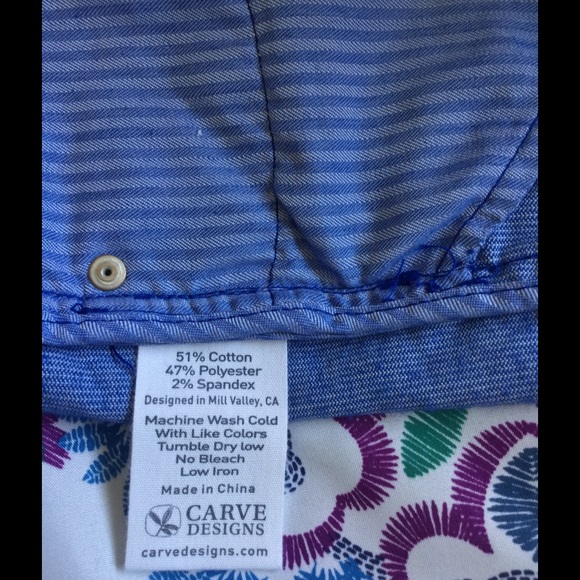 51% Cotton
47% Polyester
2% Spandex
Designed in Mill Valley, CA
Machine Wash Cold
With Like Colors
Tumble Dry low
No Bleach
Low Iron
Made in China
CARVE
DESIGNS
carvedesigns.com